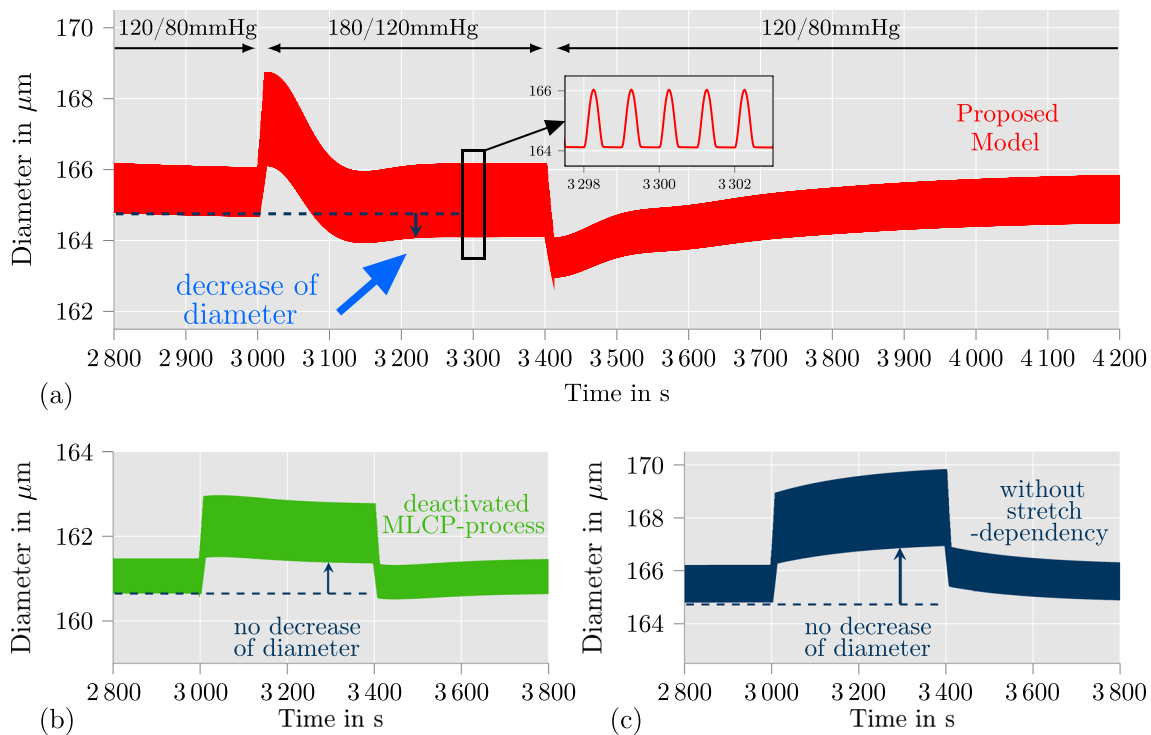 120/80mmHg
180/120mmHg
120/80mmHg
170
168
166
164
162
Diameter in μm
166
164
3 298
3 300
3 302
Proposed
Model
decrease of
diameter
2 800
2 900
3 000
3 100
3 200
3 300
3 400
3 500
3 600
3 700
3 800
3 900
4 000
4 100
4 200
Time in s
(a)
164
162
160
Diameter in μm
deactivated
MLCP-process
no decrease
of diameter
2 800
3 000
3 200
3 400
3 600
3 800
Time in s
(b)
170
168
166
164
Diameter in μm
without
stretch
-dependency
no decrease
of diameter
2 800
3 000
3 200
3 400
3 600
3 800
Time in s
(c)